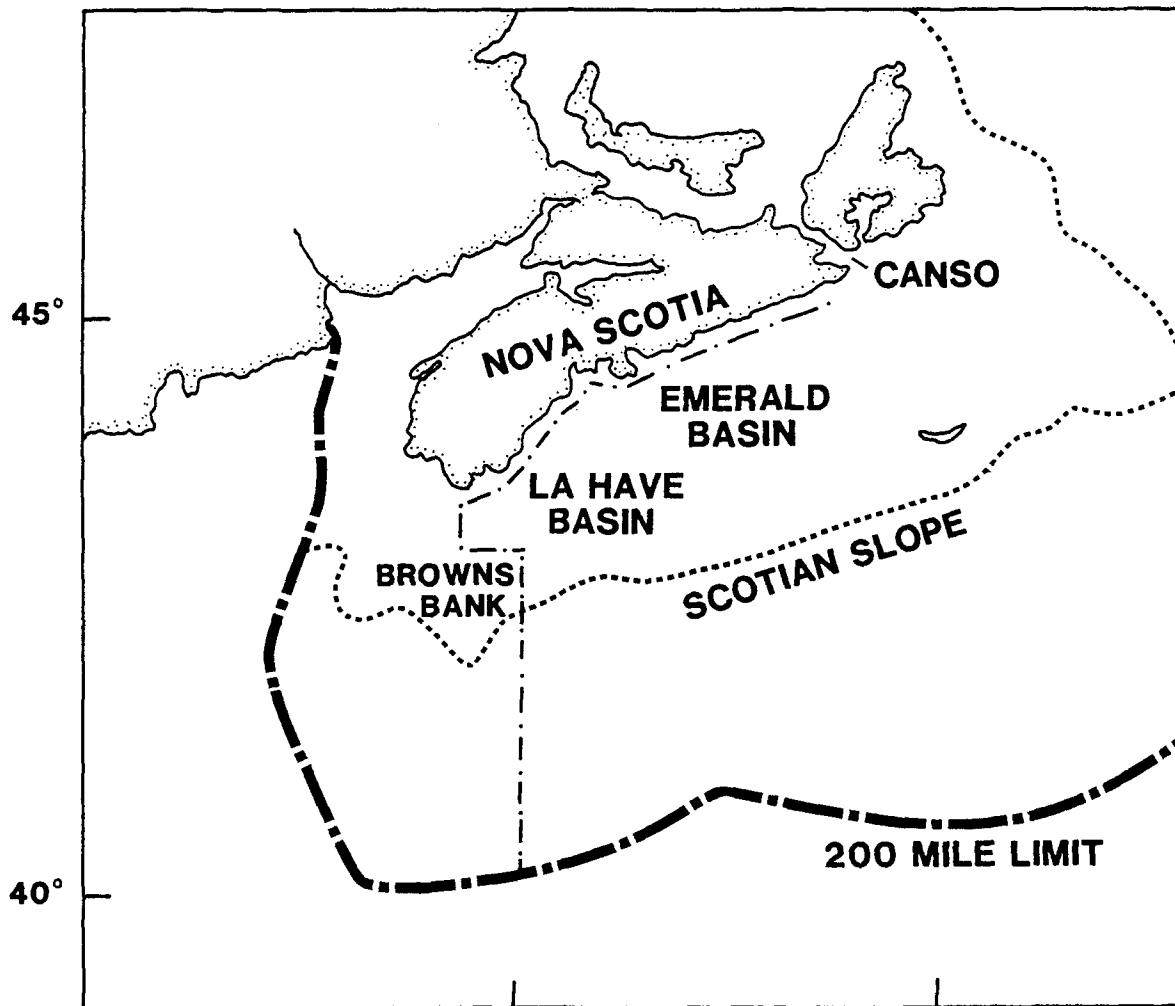 CANSO
45°
NOVA SCOTIA
EMERALD
BASIN
LA HAVE
BASIN
SCOTIAN SLOPE
BROWNS
BANK
200 MILE LIMIT
40°